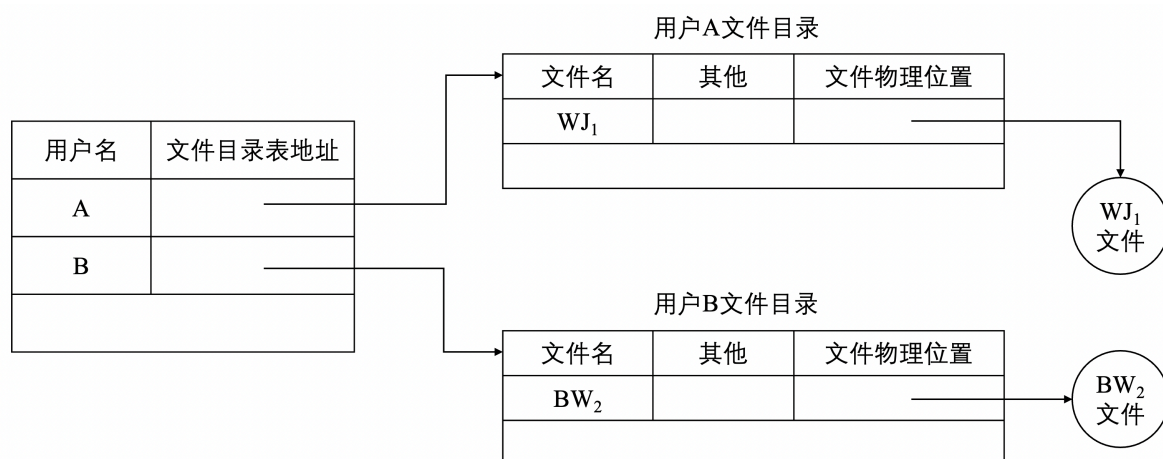 用户名 文件目录表地址
A
B
用户A文件目录
文件名 其他 文件物理位置
WJ₁
WJ₁
文件
用户B文件目录
文件名 其他 文件物理位置
BW₂
BW₂
文件